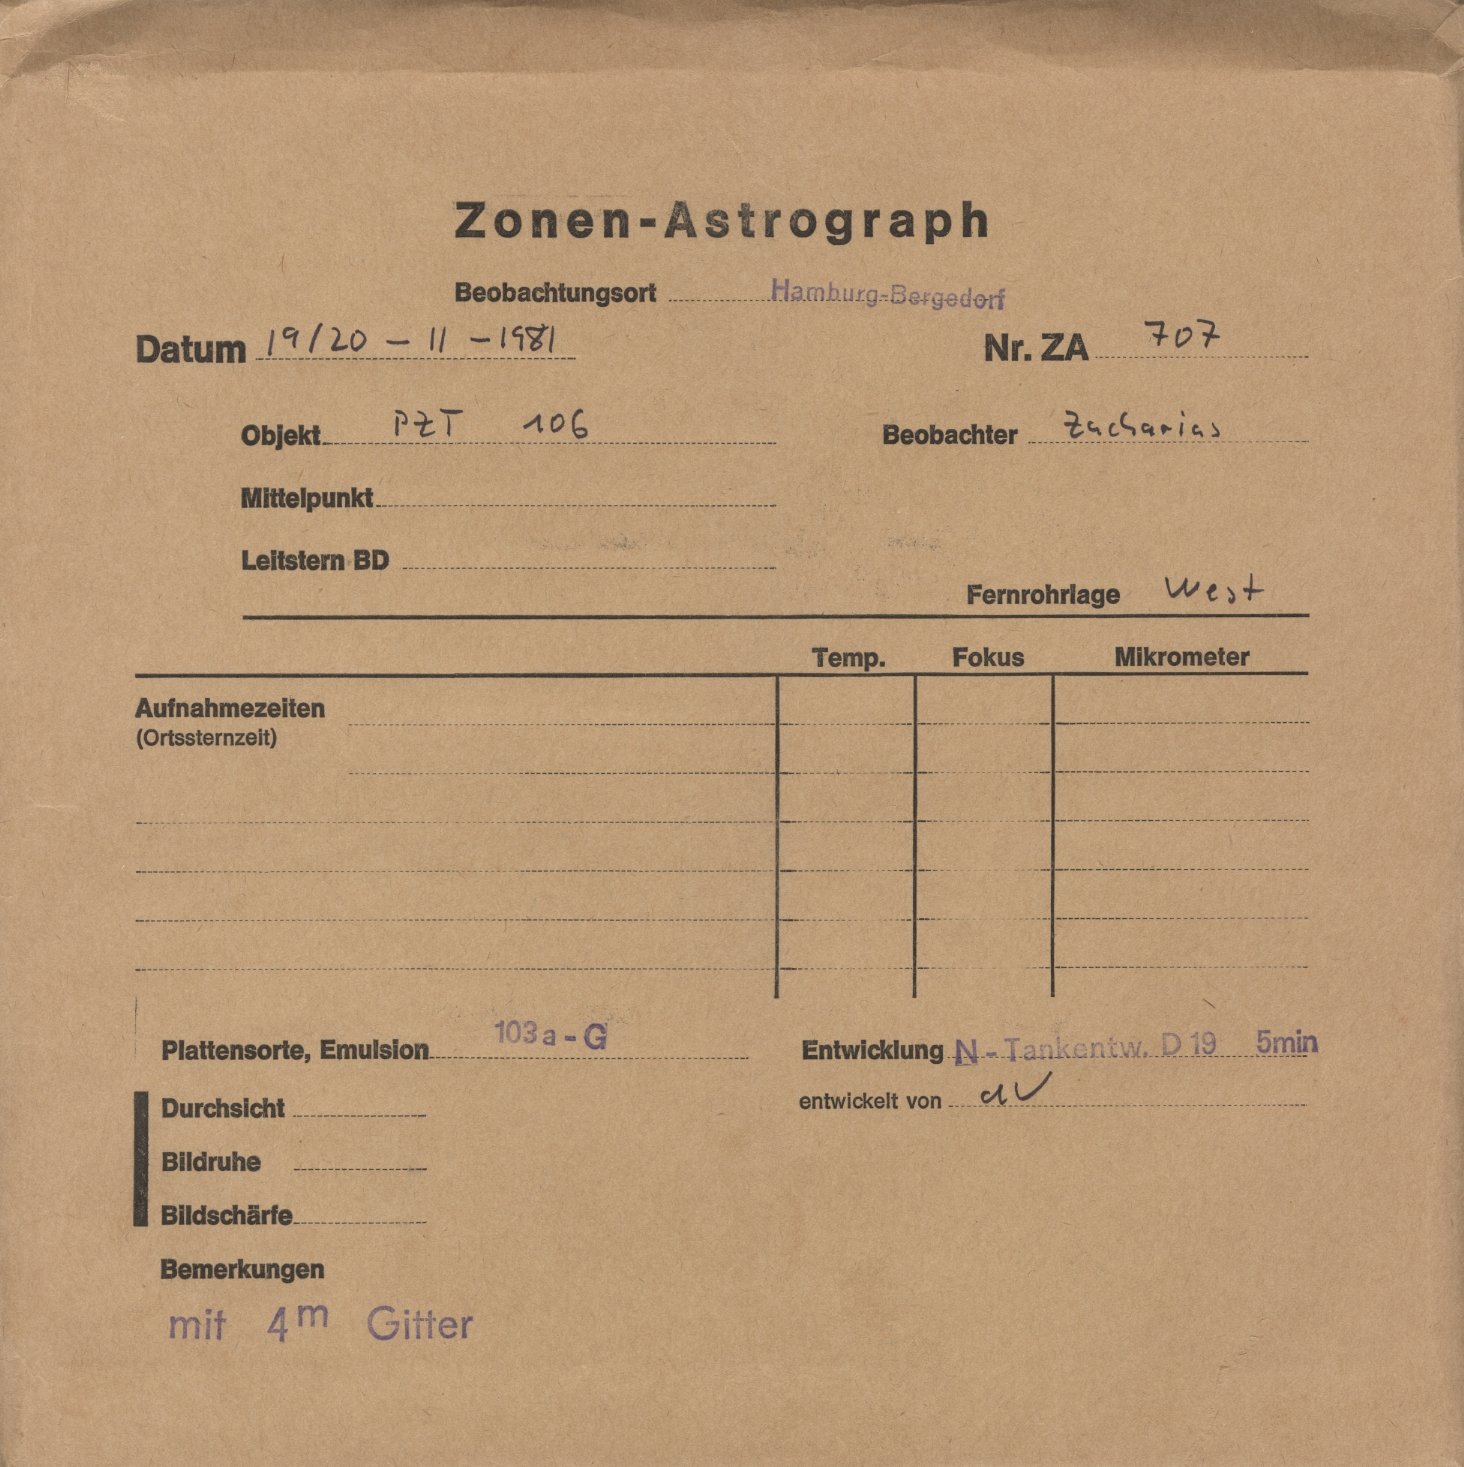 Zonen-Astrograph
Beobachtungsort Hamburg-Bergedorf
Datum 19/20 - 11 - 1981 Nr. ZA 707
Objekt PZT 106 Beobachter Zacharias
Mittelpunkt
Leitstern BD
Fernrohrlage West
Temp. Fokus Mikrometer
Aufnahmezeiten
(Ortssternzeit)
Plattensorte, Emulsion 103a-G Entwicklung N-Tankentw. D 19 5min
Durchsicht entwickelt von
Bildruhe
Bildschärfe
Bemerkungen
mit 4m Gitter